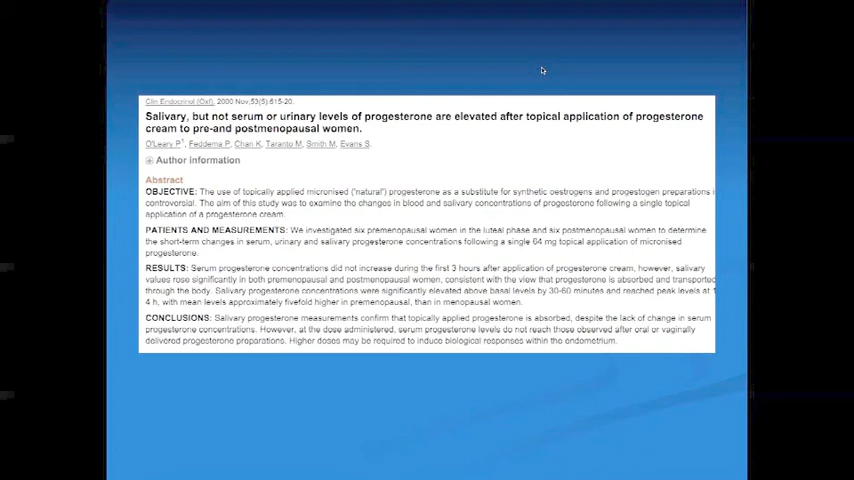 Clin Endocrinol (Oxf). 2000 Nov;53(5):615-20.
Salivary, but not serum or urinary levels of progesterone are elevated after topical application of progesterone
cream to pre-and postmenopausal women.
O'Leary P1, Feddema P, Chan K, Taranto M, Smith M, Evans S.
Author information
Abstract
OBJECTIVE: The use of topically applied micronised ('natural') progesterone as a substitute for synthetic oestrogens and progestogen preparations i
controversial. The aim of this study was to examine the changes in blood and salivary concentrations of progesterone following a single topical
application of a progesterone cream.
PATIENTS AND MEASUREMENTS: We investigated six premenopausal women in the luteal phase and six postmenopausal women to determine
the short-term changes in serum, urinary and salivary progesterone concentrations following a single 64 mg topical application of micronised
progesterone.
RESULTS: Serum progesterone concentrations did not increase during the first 3 hours after application of progesterone cream, however, salivary
values rose significantly in both premenopausal and postmenopausal women, consistent with the view that progesterone is absorbed and transported
through the body. Salivary progesterone concentrations were significantly elevated above basal levels by 30-60 minutes and reached peak levels at 1
4 h, with mean levels approximately fivefold higher in premenopausal, than in menopausal women.
CONCLUSIONS: Salivary progesterone measurements confirm that topically applied progesterone is absorbed, despite the lack of change in serum
progesterone concentrations. However, at the dose administered, serum progesterone levels do not reach those observed after oral or vaginally
delivered progesterone preparations. Higher doses may be required to induce biological responses within the endometrium.